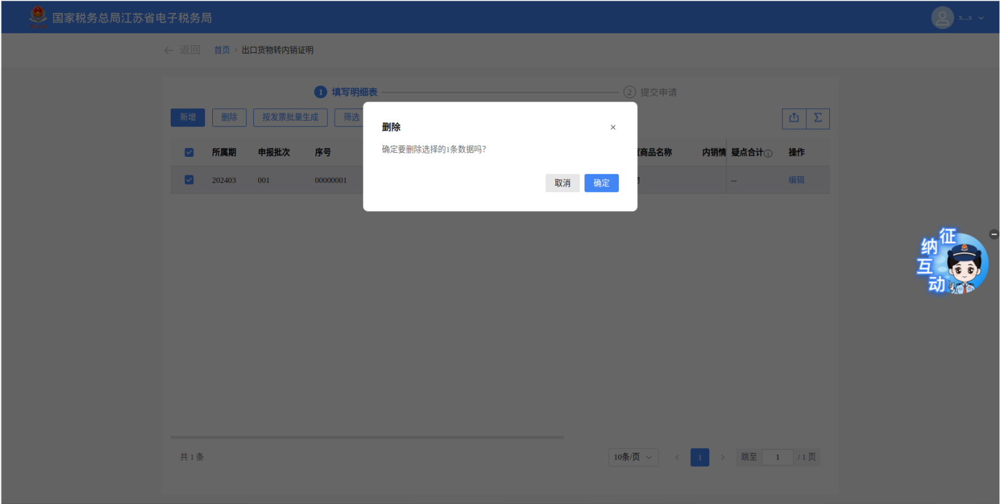 国家税务总局江苏省电子税务局
x...s
返回 首页 › 出口货物转内销证明
1 填写明细表
2 提交申请
新增 删除 按发票批量生成 筛选
删除
确定要删除选择的1条数据吗?
取消 确定
所属期 申报批次 序号 商品名称 内销情 疑点合计 操作
202403 001 00000001 -- 编辑
征
纳
互
动
共 1 条
10条/页 1 跳至 1 / 1 页